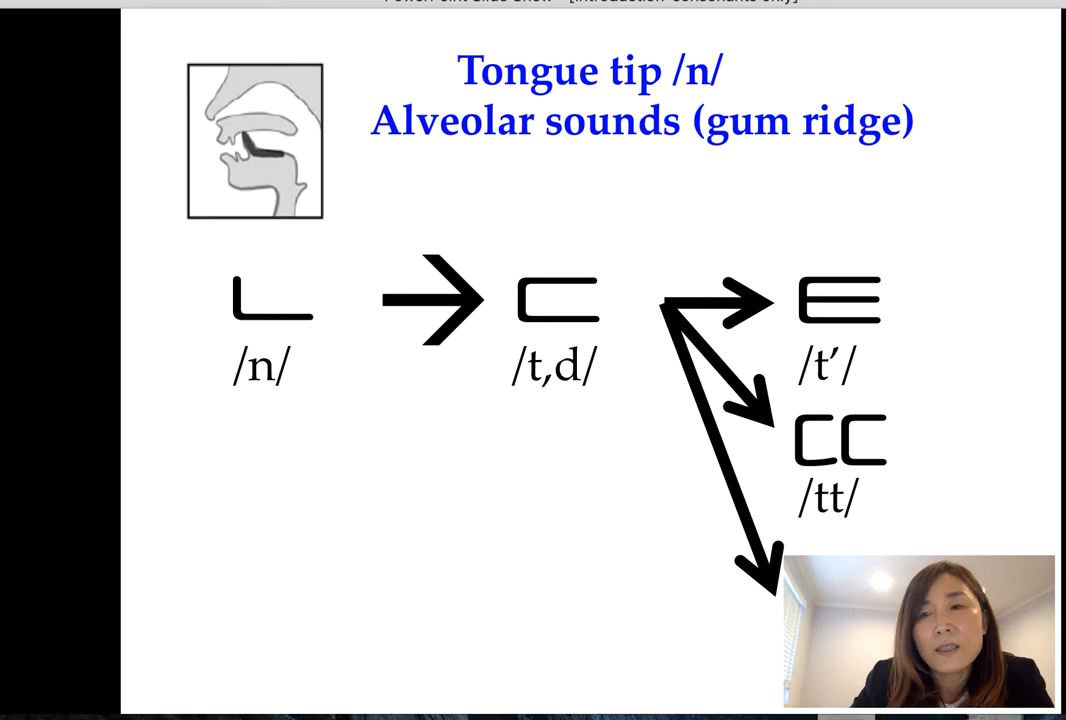 Tongue tip /n/
Alveolar sounds (gum ridge)
ㄴ ㄷ ㅌ
/n/ /t,d/ /t’/
ㄸ
/tt/